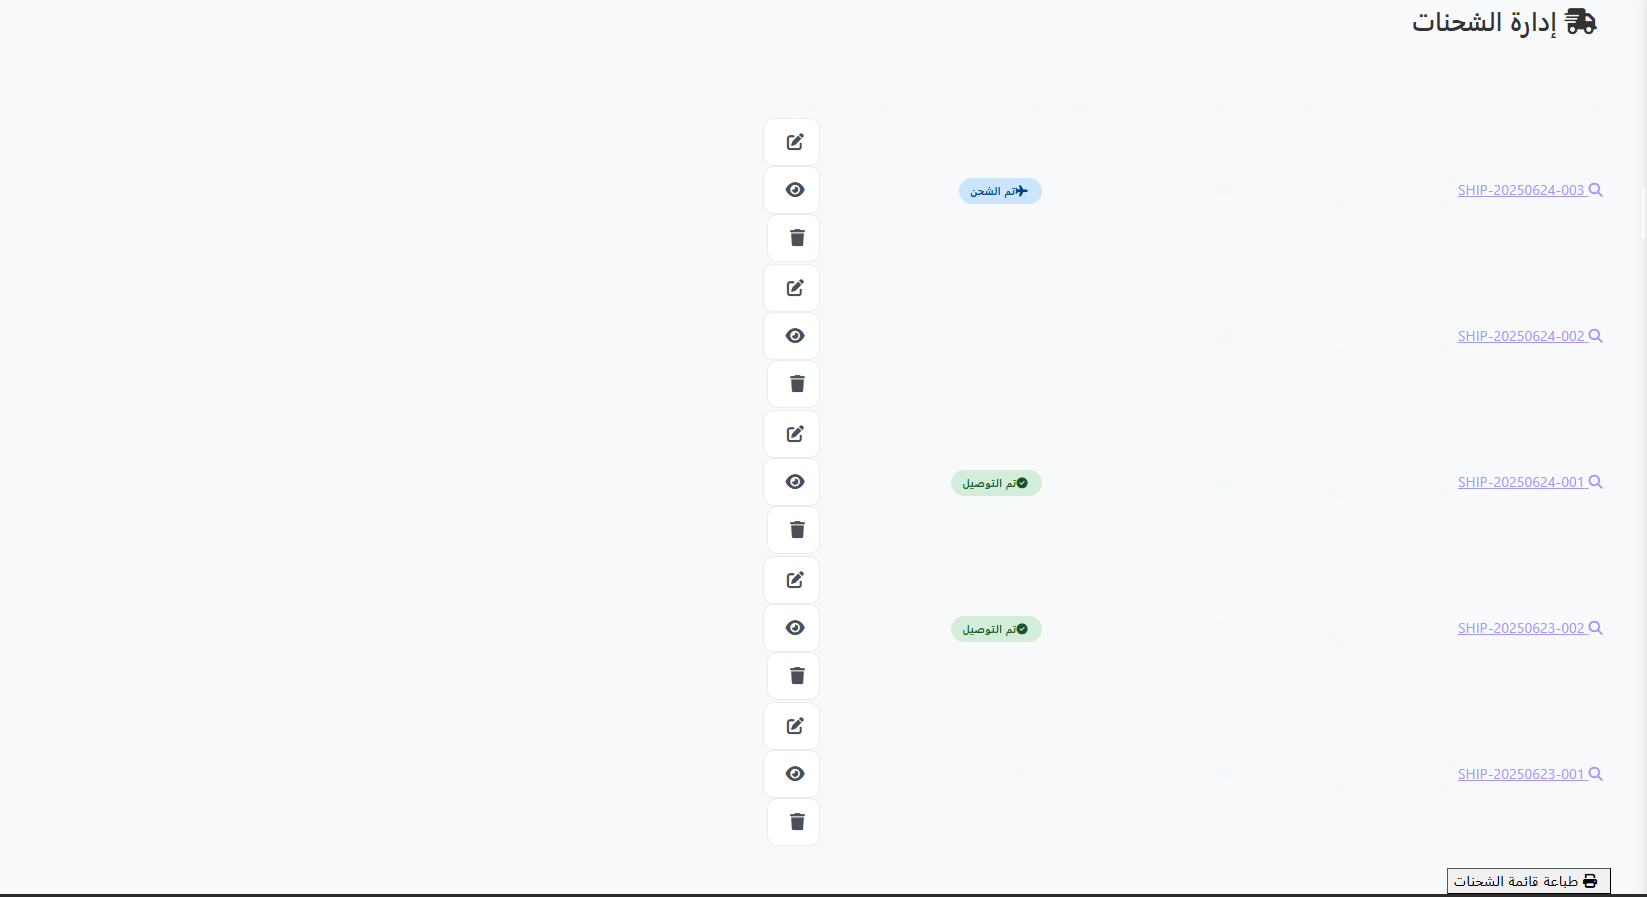 إدارة الشحنات
SHIP-20250624-003 تم الشحن
SHIP-20250624-002
SHIP-20250624-001 تم التوصيل
SHIP-20250623-002 تم التوصيل
SHIP-20250623-001
طباعة قائمة الشحنات